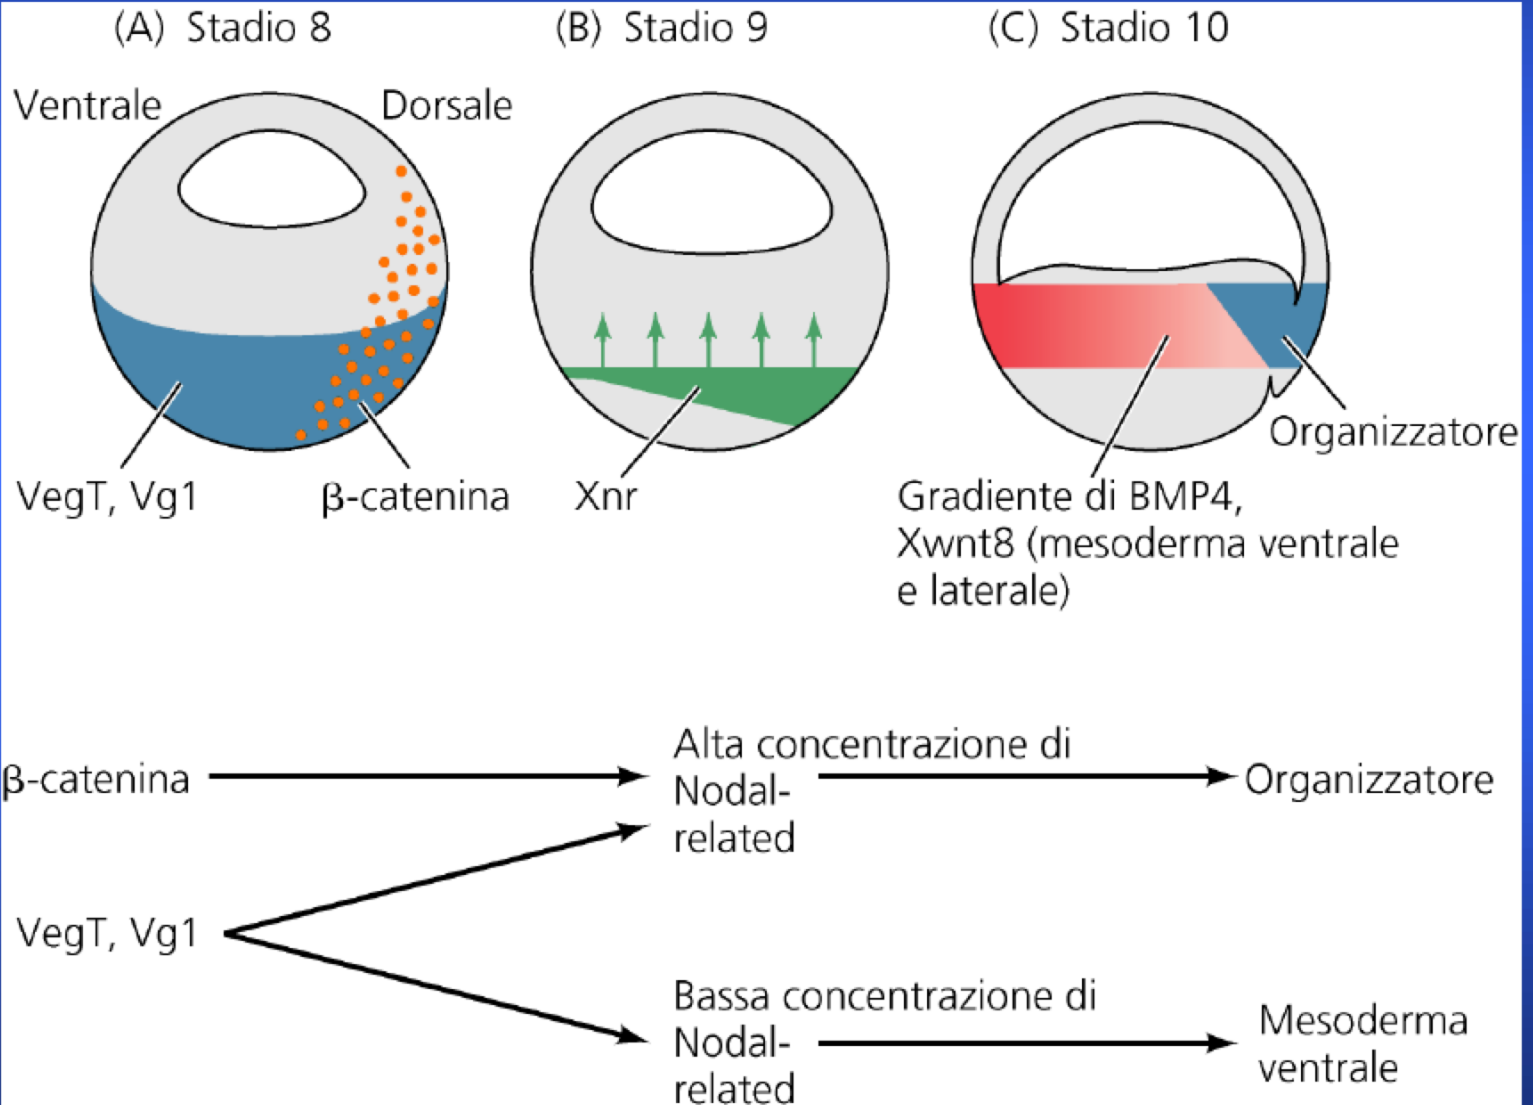 (A) Stadio 8
(B) Stadio 9
(C) Stadio 10
Ventrale
Dorsale
Organizzatore
VegT, Vg1
β-catenina
Xnr
Gradiente di BMP4,
Xwnt8 (mesoderma ventrale
e laterale)
β-catenina
Alta concentrazione di
Nodal-
related
Organizzatore
VegT, Vg1
Bassa concentrazione di
Nodal-
related
Mesoderma
ventrale